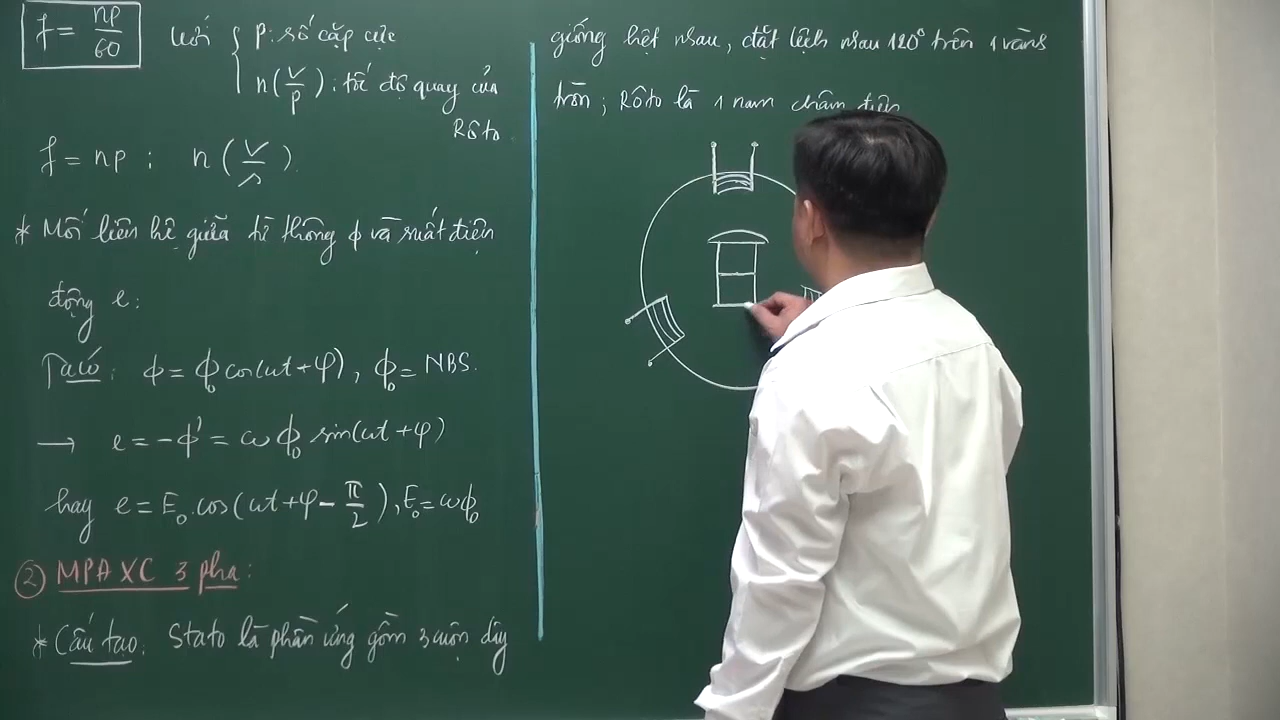 f = np/60 với { p: số cặp cực
n (v/p): tốc độ quay của
Rôto
f = np ; n (v/s).
* Mối liên hệ giữa từ thông ϕ và suất điện
động e:
Ta có: ϕ = ϕ₀ cos(ωt + φ), ϕ₀ = NBS.
→ e = -ϕ' = ω ϕ₀ sin(ωt + φ)
hay e = E₀.cos(ωt + φ - π/2), E₀ = ωϕ₀
② MPĐ XC 3 pha:
* Cấu tạo: Stato là phần ứng gồm 3 cuộn dây
giống hệt nhau, đặt lệch nhau 120° trên 1 vòng
tròn; Rôto là 1 nam châm điện